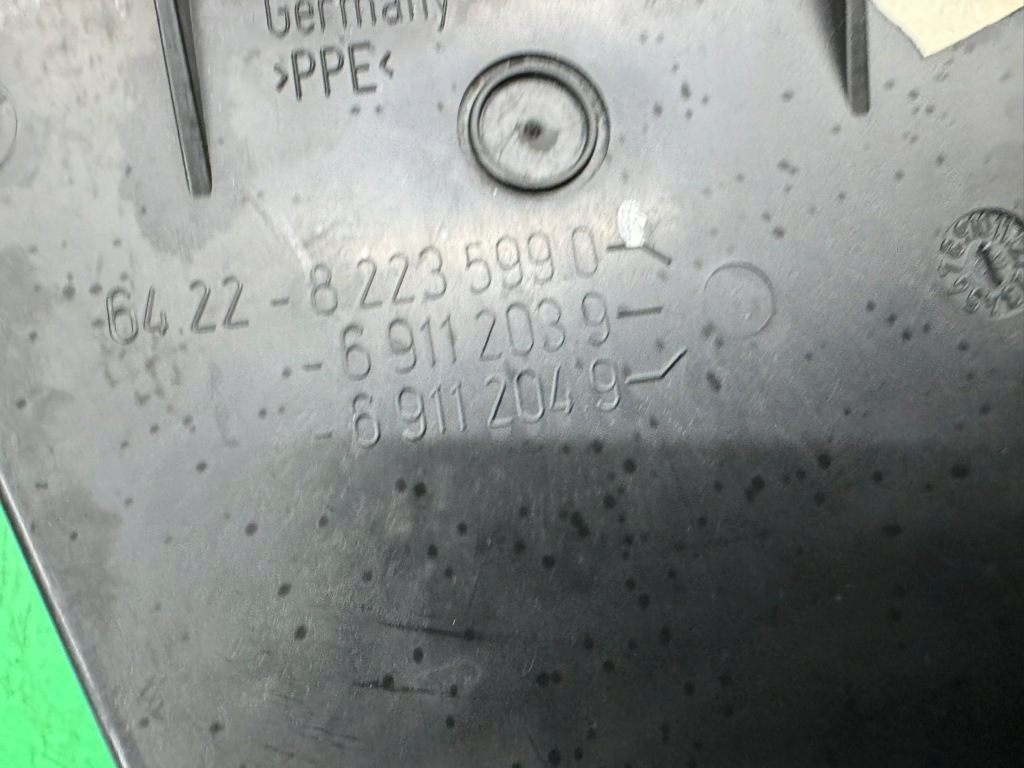 Germany
>PPE<
64.22 - 8 223 599.0
- 6 911 203.9
- 6 911 204.9